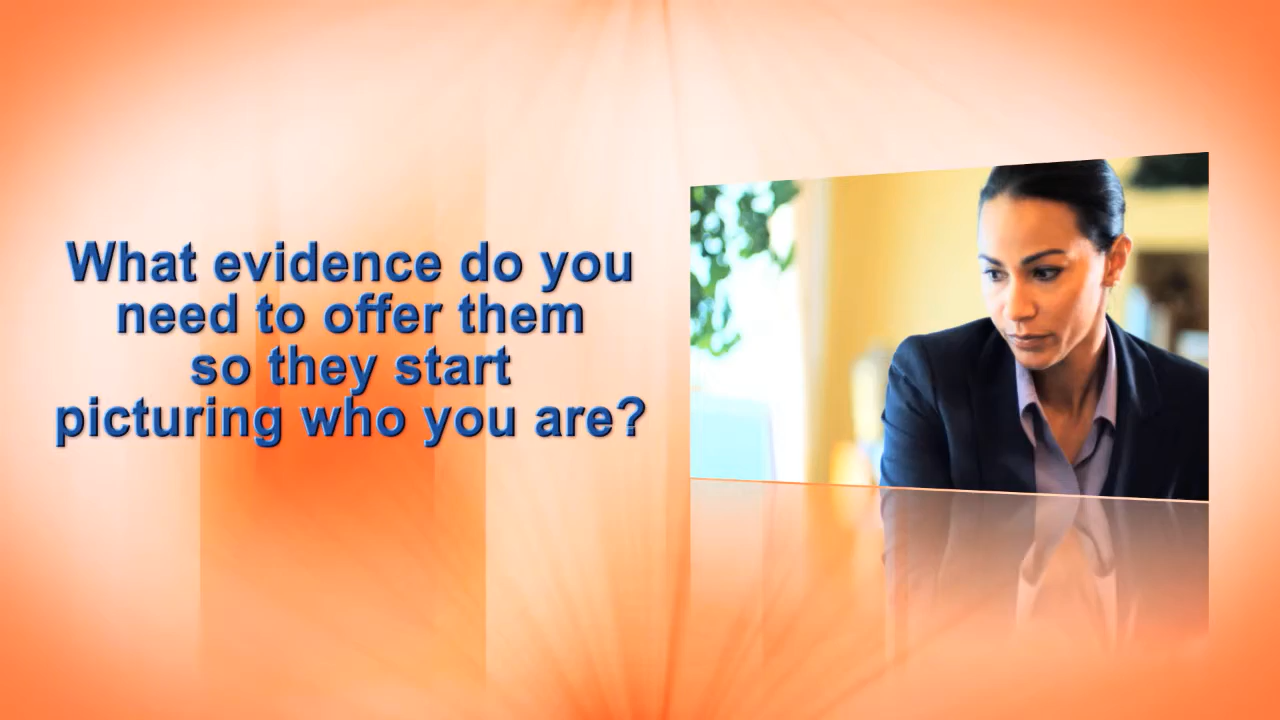 What evidence do you
need to offer them
so they start
picturing who you are?